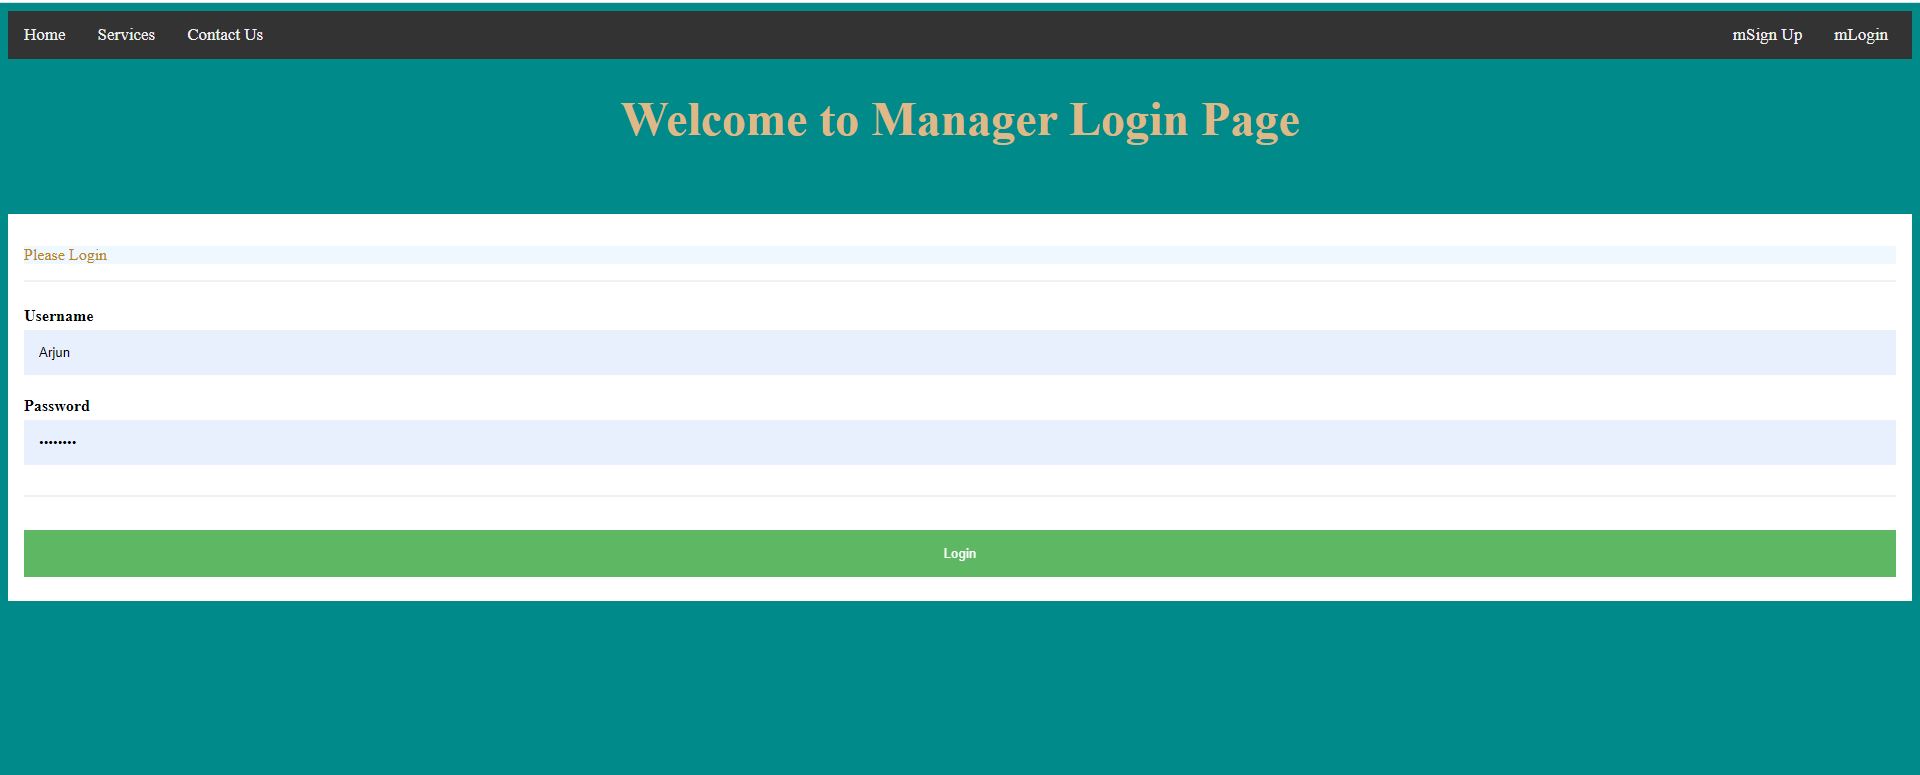 Home Services Contact Us mSign Up mLogin
Welcome to Manager Login Page
Please Login
Username
Arjun
Password
........
Login